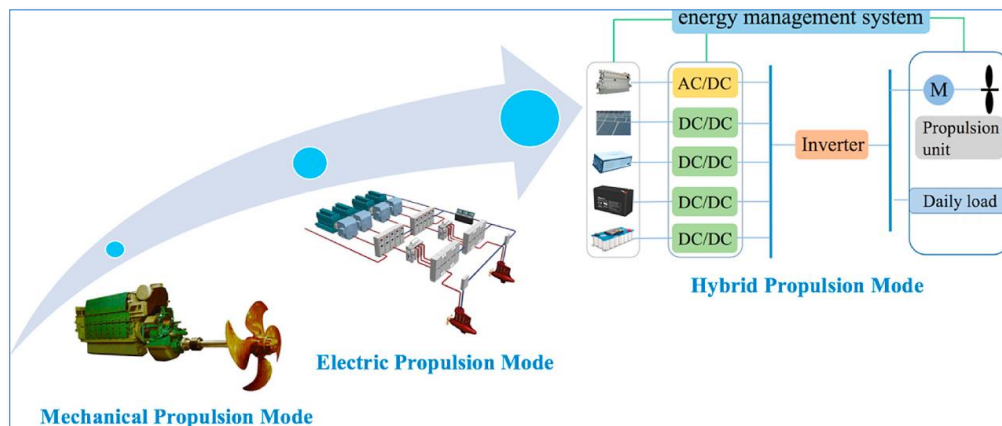 energy management system
AC/DC
DC/DC
DC/DC
DC/DC
DC/DC
Inverter
M
Propulsion
unit
Daily load
Hybrid Propulsion Mode
Electric Propulsion Mode
Mechanical Propulsion Mode